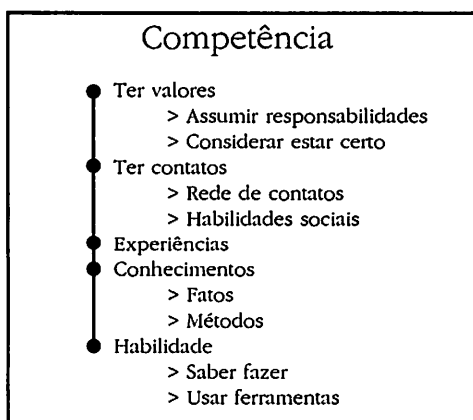 Competência
Ter valores
> Assumir responsabilidades
> Considerar estar certo
Ter contatos
> Rede de contatos
> Habilidades sociais
Experiências
Conhecimentos
> Fatos
> Métodos
Habilidade
> Saber fazer
> Usar ferramentas